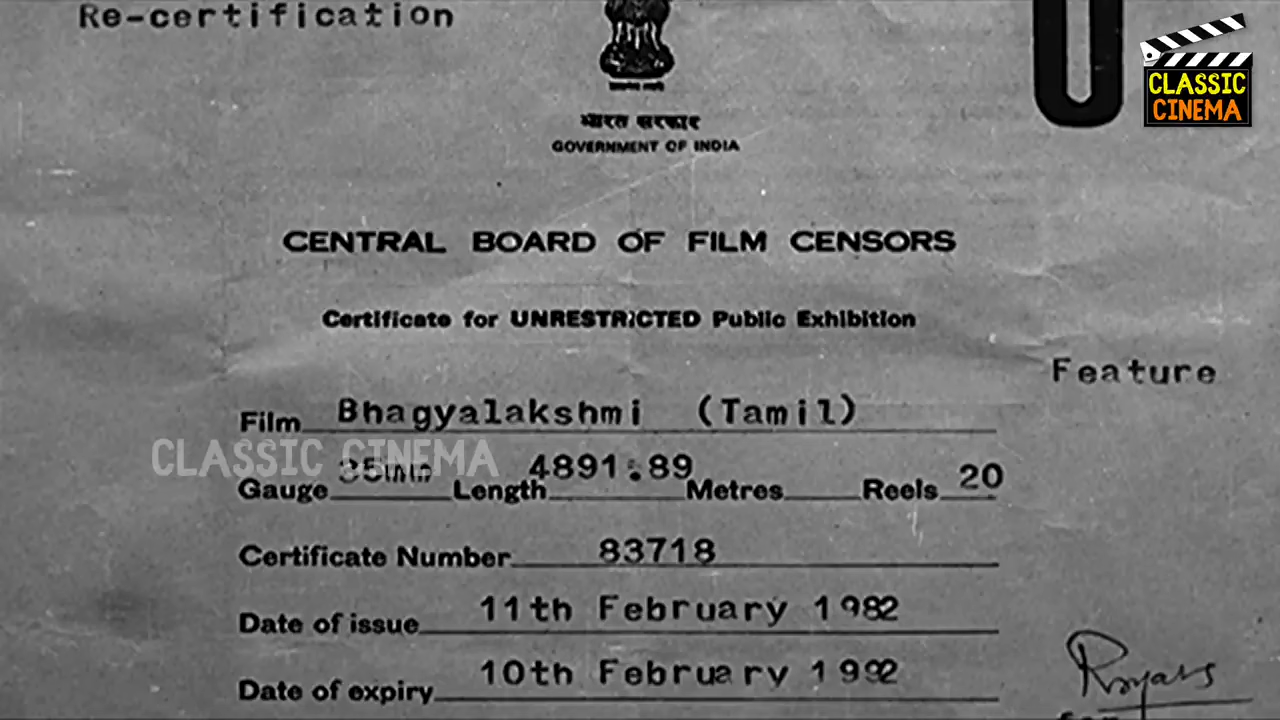 Re-certification
U
CLASSIC
CINEMA
भारत सरकार
GOVERNMENT OF INDIA
CENTRAL BOARD OF FILM CENSORS
Certificate for UNRESTRICTED Public Exhibition
Feature
Film Bhagyalakshmi (Tamil)
CLASSIC CINEMA
Gauge 35mm Length 4891.89 Metres Reels 20
Certificate Number 83718
Date of issue 11th February 1982
Date of expiry 10th February 1992